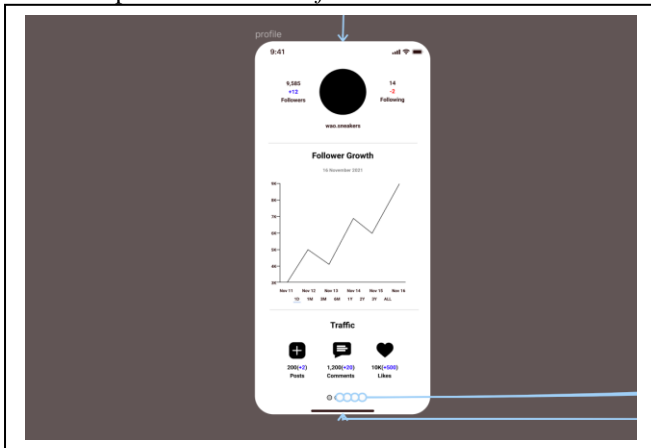 profile
9:41
9,585
+12
Followers
14
-2
Following
wao.sneakers
Follower Growth
16 November 2021
90
80
70
60
50
40
30
Nov 11 Nov 12 Nov 13 Nov 14 Nov 15 Nov 16
1D 1M 3M 6M 1Y 2Y 3Y ALL
Traffic
200(+2) 1,200(+20) 10K(+500)
Posts Comments Likes